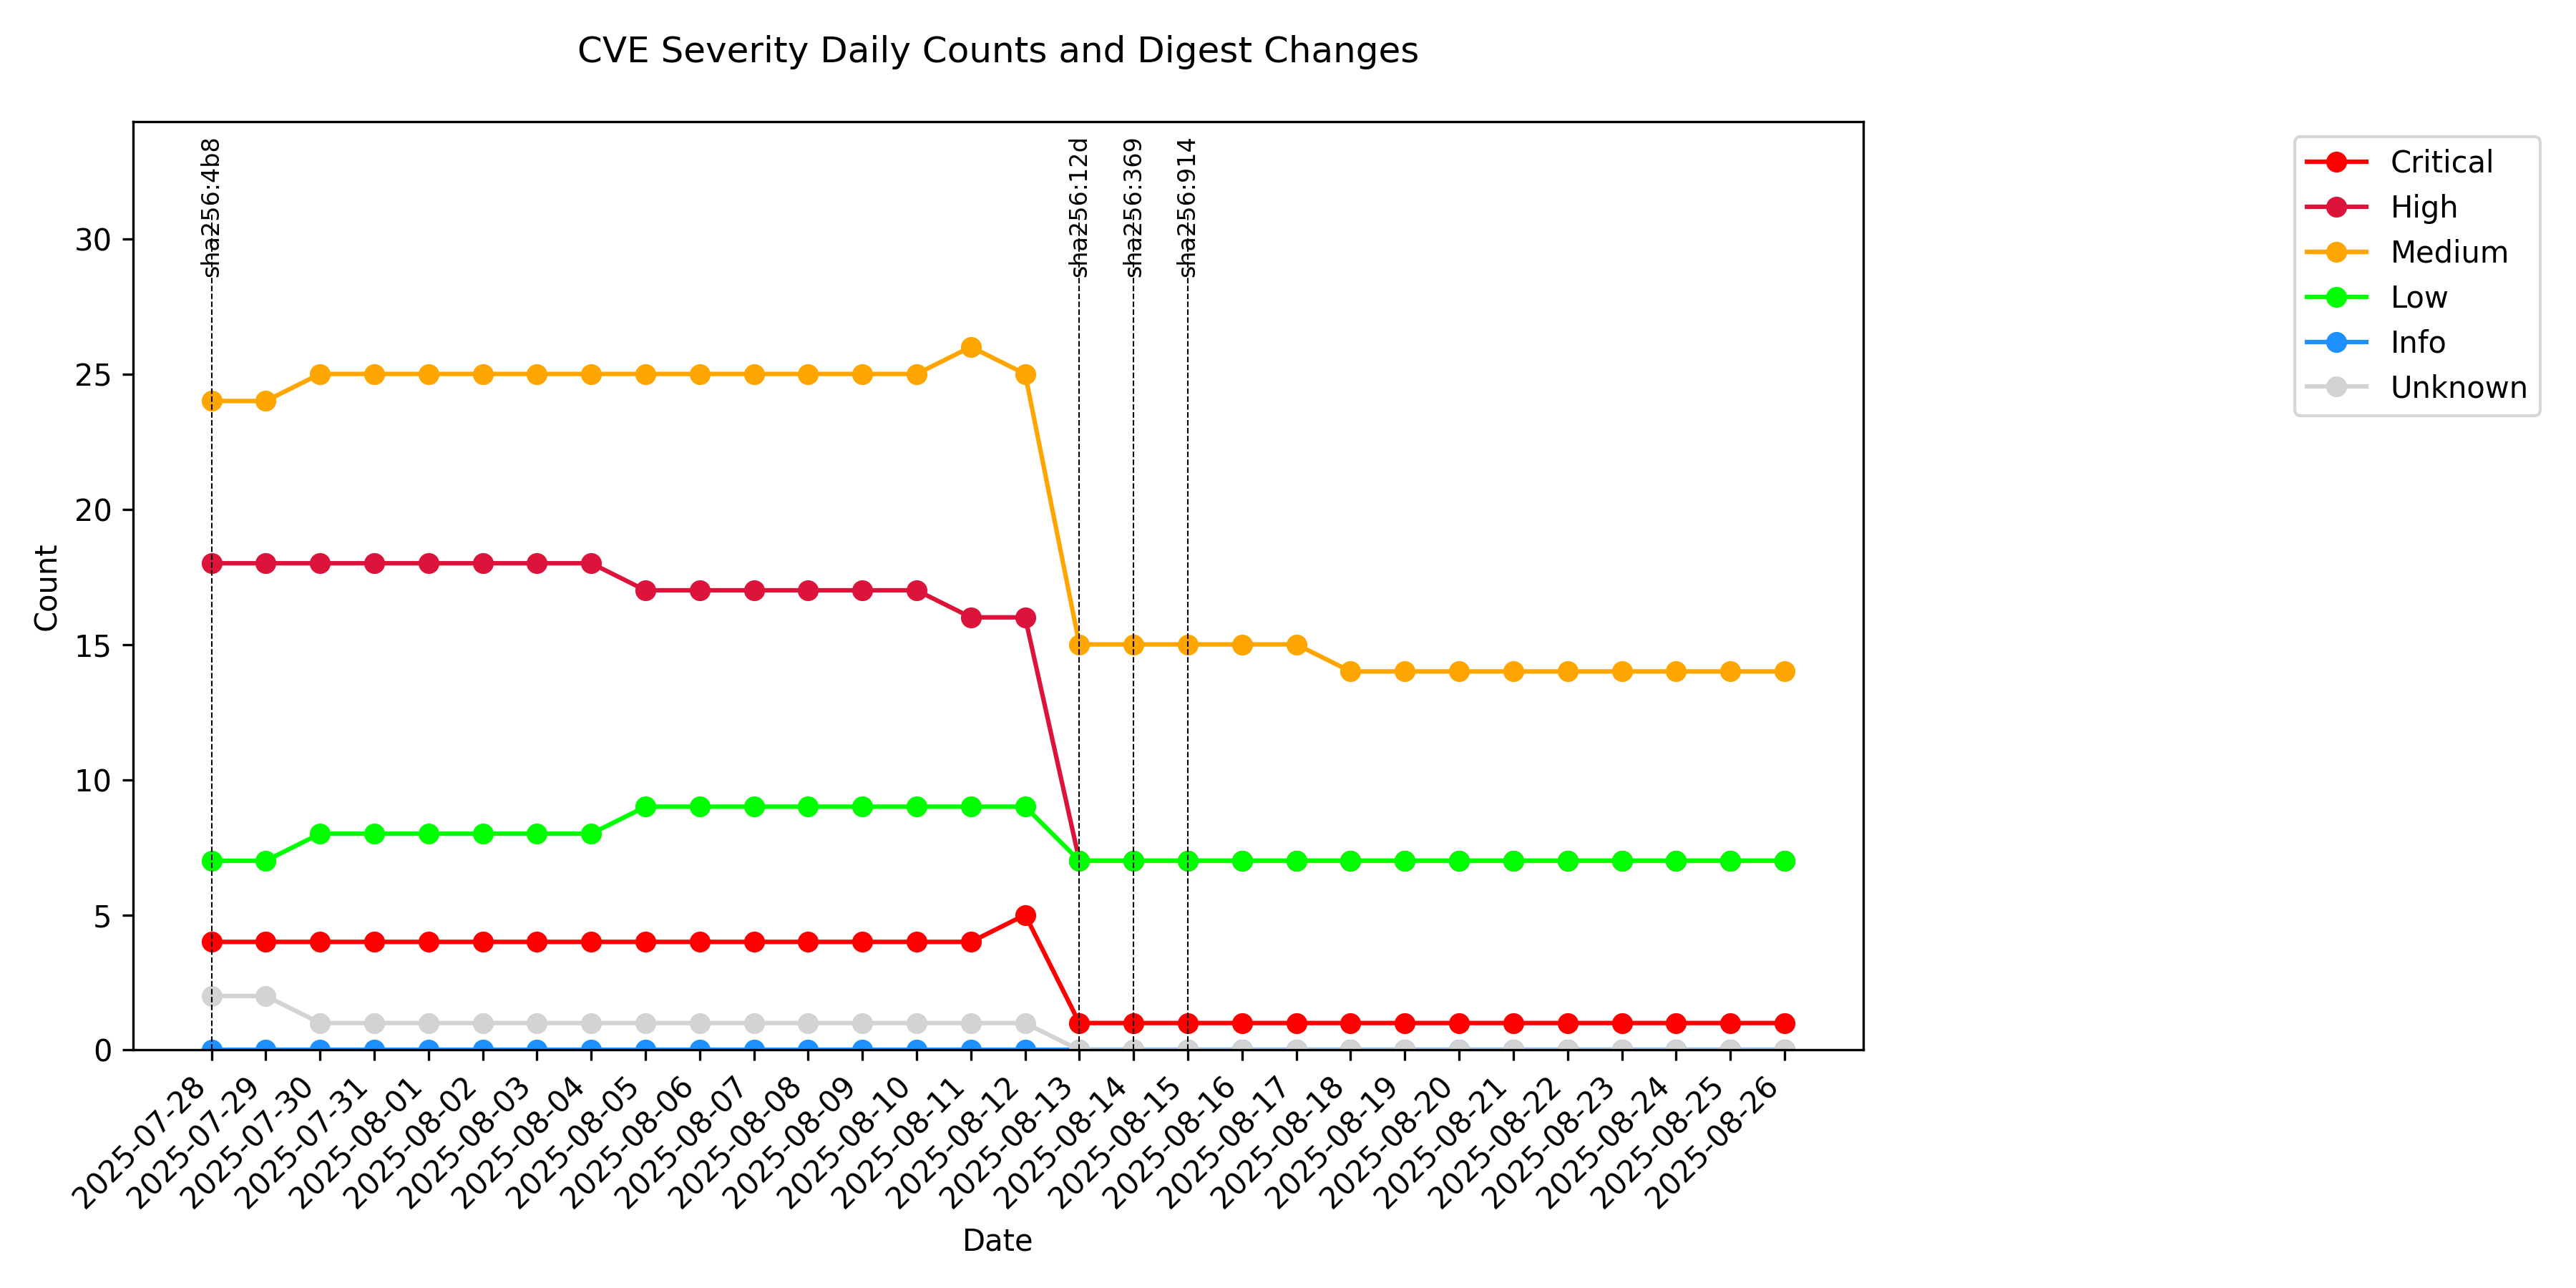 CVE Severity Daily Counts and Digest Changes
sha256:4b8
sha256:12d
sha256:369
sha256:914
Critical
High
Medium
Low
Info
Unknown
Count
30
25
20
15
10
5
0
2025-07-28
2025-07-29
2025-07-30
2025-07-31
2025-08-01
2025-08-02
2025-08-03
2025-08-04
2025-08-05
2025-08-06
2025-08-07
2025-08-08
2025-08-09
2025-08-10
2025-08-11
2025-08-12
2025-08-13
2025-08-14
2025-08-15
2025-08-16
2025-08-17
2025-08-18
2025-08-19
2025-08-20
2025-08-21
2025-08-22
2025-08-23
2025-08-24
2025-08-25
2025-08-26
Date